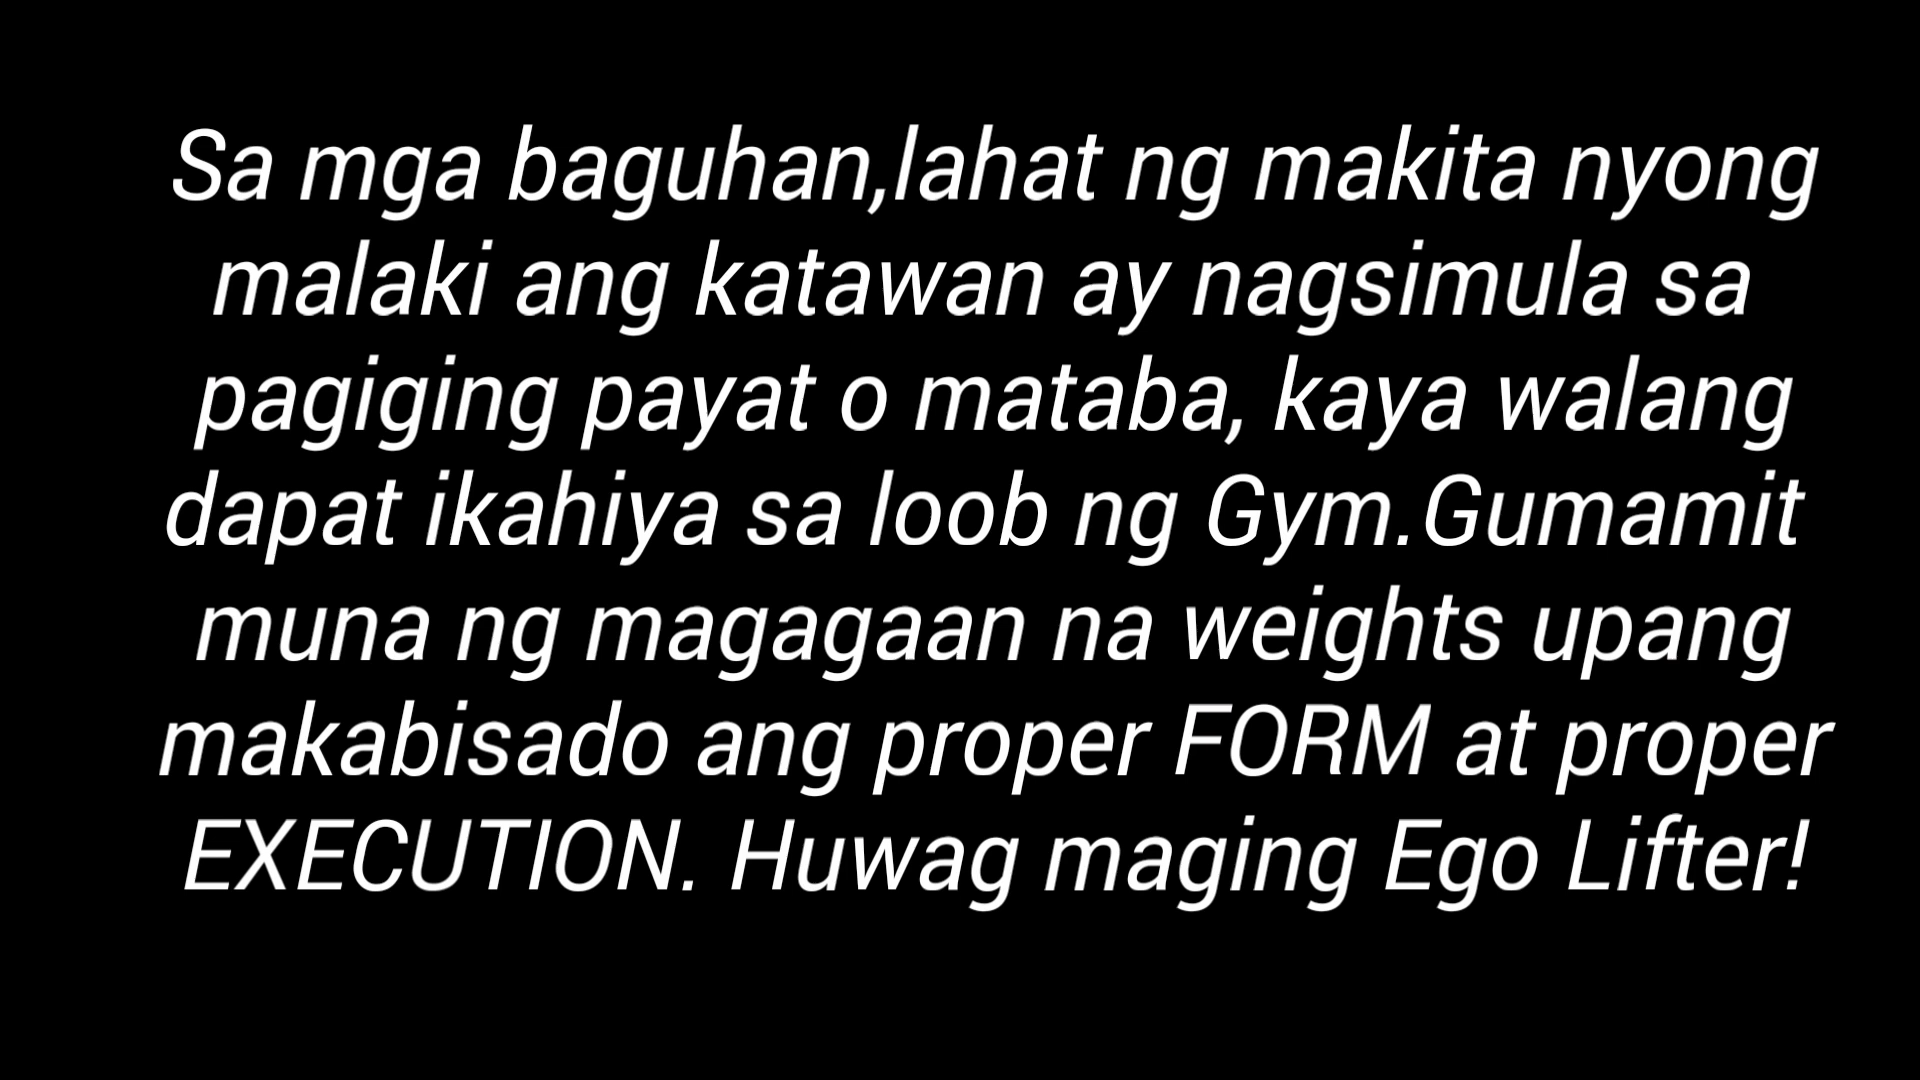 Sa mga baguhan,lahat ng makita nyong
malaki ang katawan ay nagsimula sa
pagiging payat o mataba, kaya walang
dapat ikahiya sa loob ng Gym.Gumamit
muna ng magagaan na weights upang
makabisado ang proper FORM at proper
EXECUTION. Huwag maging Ego Lifter!